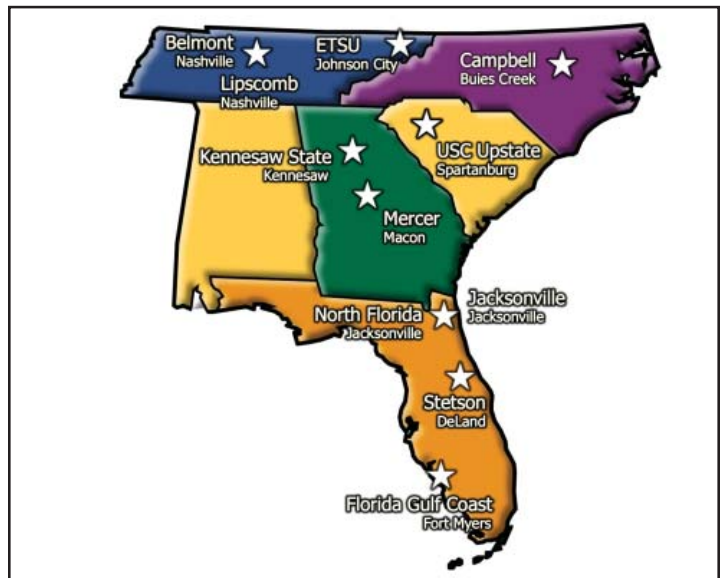 Belmont
Nashville
Lipscomb
Nashville
ETSU
Johnson City
Campbell
Buies Creek
Kennesaw State
Kennesaw
USC Upstate
Spartanburg
Mercer
Macon
North Florida
Jacksonville
Jacksonville
Jacksonville
Stetson
DeLand
Florida Gulf Coast
Fort Myers